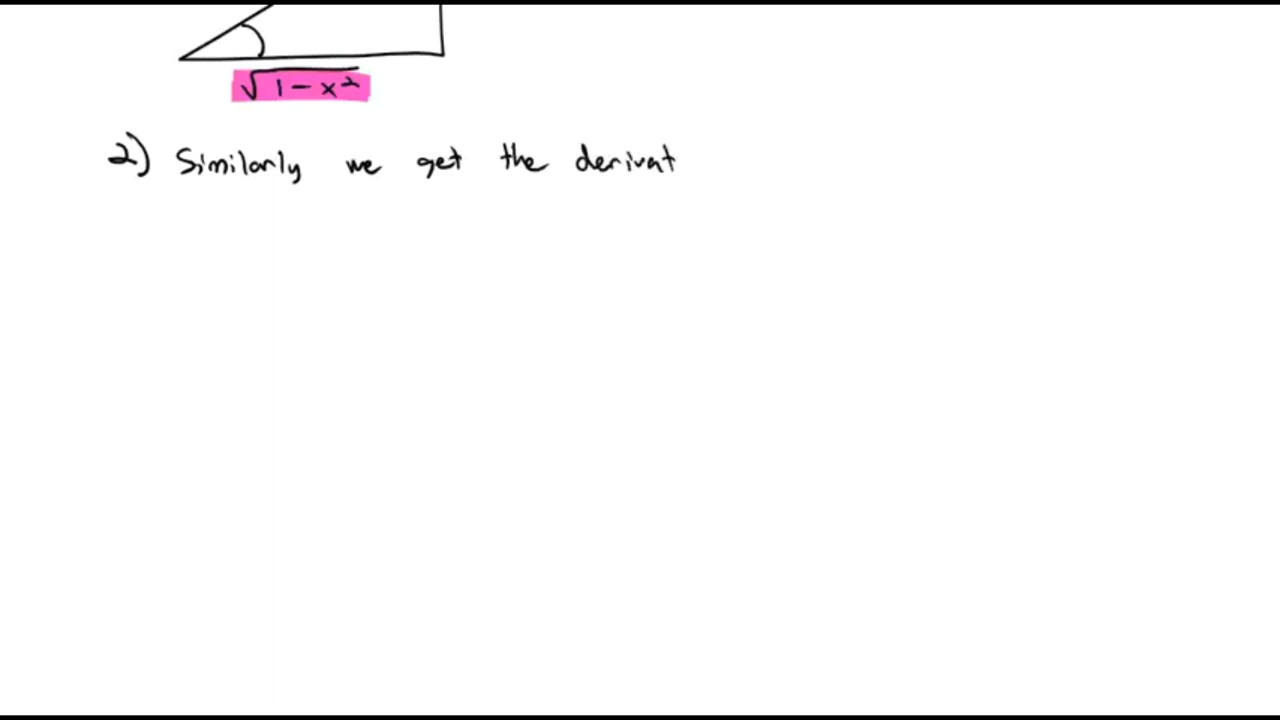 √1-x²
2) Similarly we get the derivat